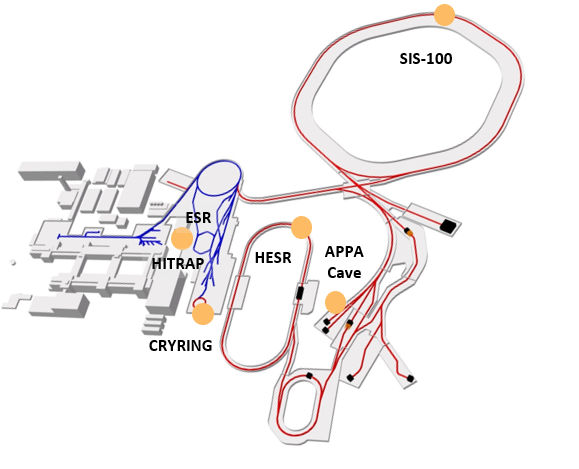 SIS-100
ESR
HITRAP
HESR
APPA
Cave
CRYRING